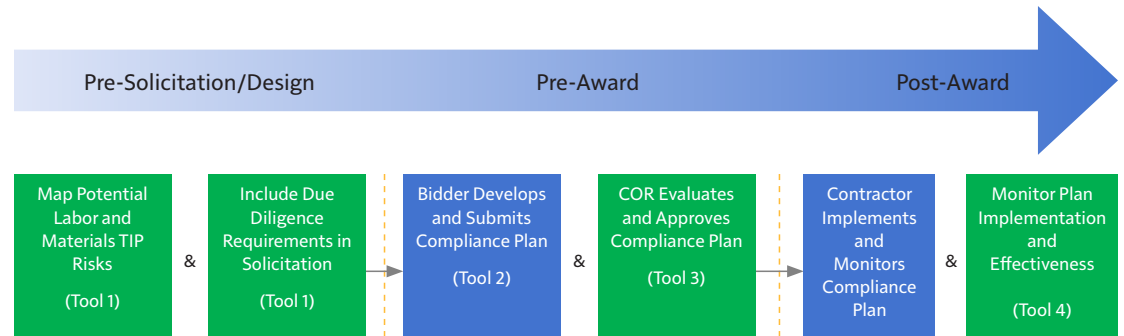 Pre-Solicitation/Design
Pre-Award
Post-Award
Map Potential
Labor and
Materials TIP
Risks
(Tool 1)
&
Include Due
Diligence
Requirements in
Solicitation
(Tool 1)
Bidder Develops
and Submits
Compliance Plan
(Tool 2)
&
COR Evaluates
and Approves
Compliance Plan
(Tool 3)
Contractor
Implements
and
Monitors
Compliance
Plan
&
Monitor Plan
Implementation
and
Effectiveness
(Tool 4)